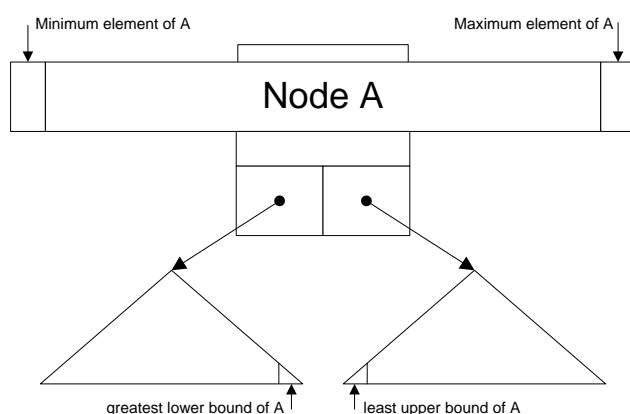 Minimum element of A
Maximum element of A
Node A
greatest lower bound of A
least upper bound of A